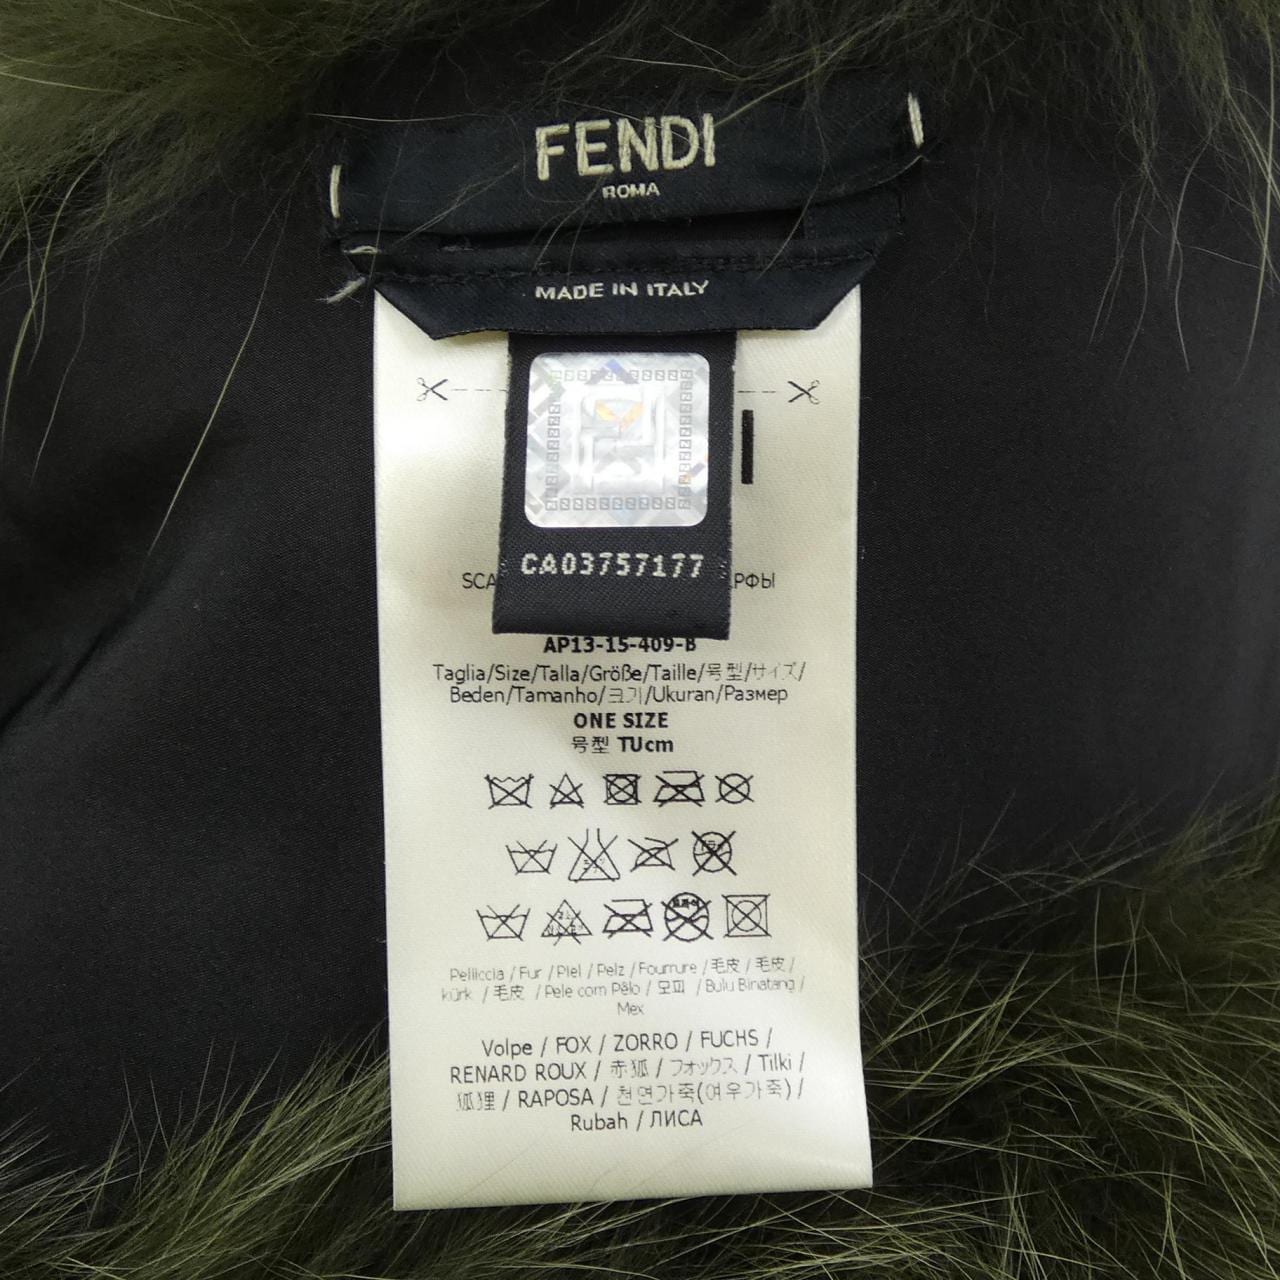 FENDI
ROMA
MADE IN ITALY
CA03757177
SCA
РФЫ
AP13-15-409-B
Taglia/Size/Talla/Größe/Taille/号型/サイズ/
Beden/Tamanho/크기/Ukuran/Размер
ONE SIZE
号型 TUcm
Pelliccia / Fur / Piel / Pelz / Fourrure / 毛皮 / 毛皮 /
kürk / 毛皮 / Pele com Pêlo / 모피 / Bulu Binatang /
Mex
Volpe / FOX / ZORRO / FUCHS /
RENARD ROUX / 赤狐 / フォックス / Tilki /
狐狸 / RAPOSA / 천연가죽(여우가죽) /
Rubah / ЛИСА